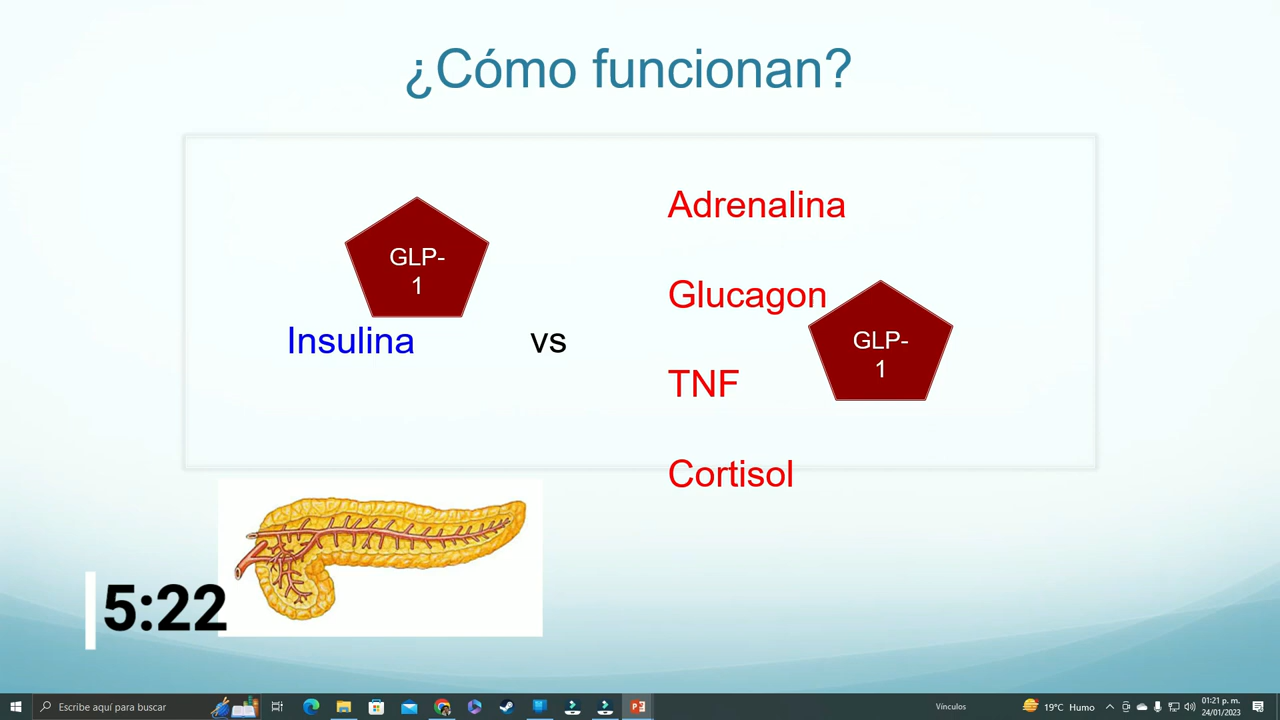 ¿Cómo funcionan?
GLP-
1
Insulina
vs
Adrenalina
Glucagon
GLP-
1
TNF
Cortisol
5:22
Escribe aquí para buscar
Vínculos
19°C Humo
01:21 p. m.
24/01/2023